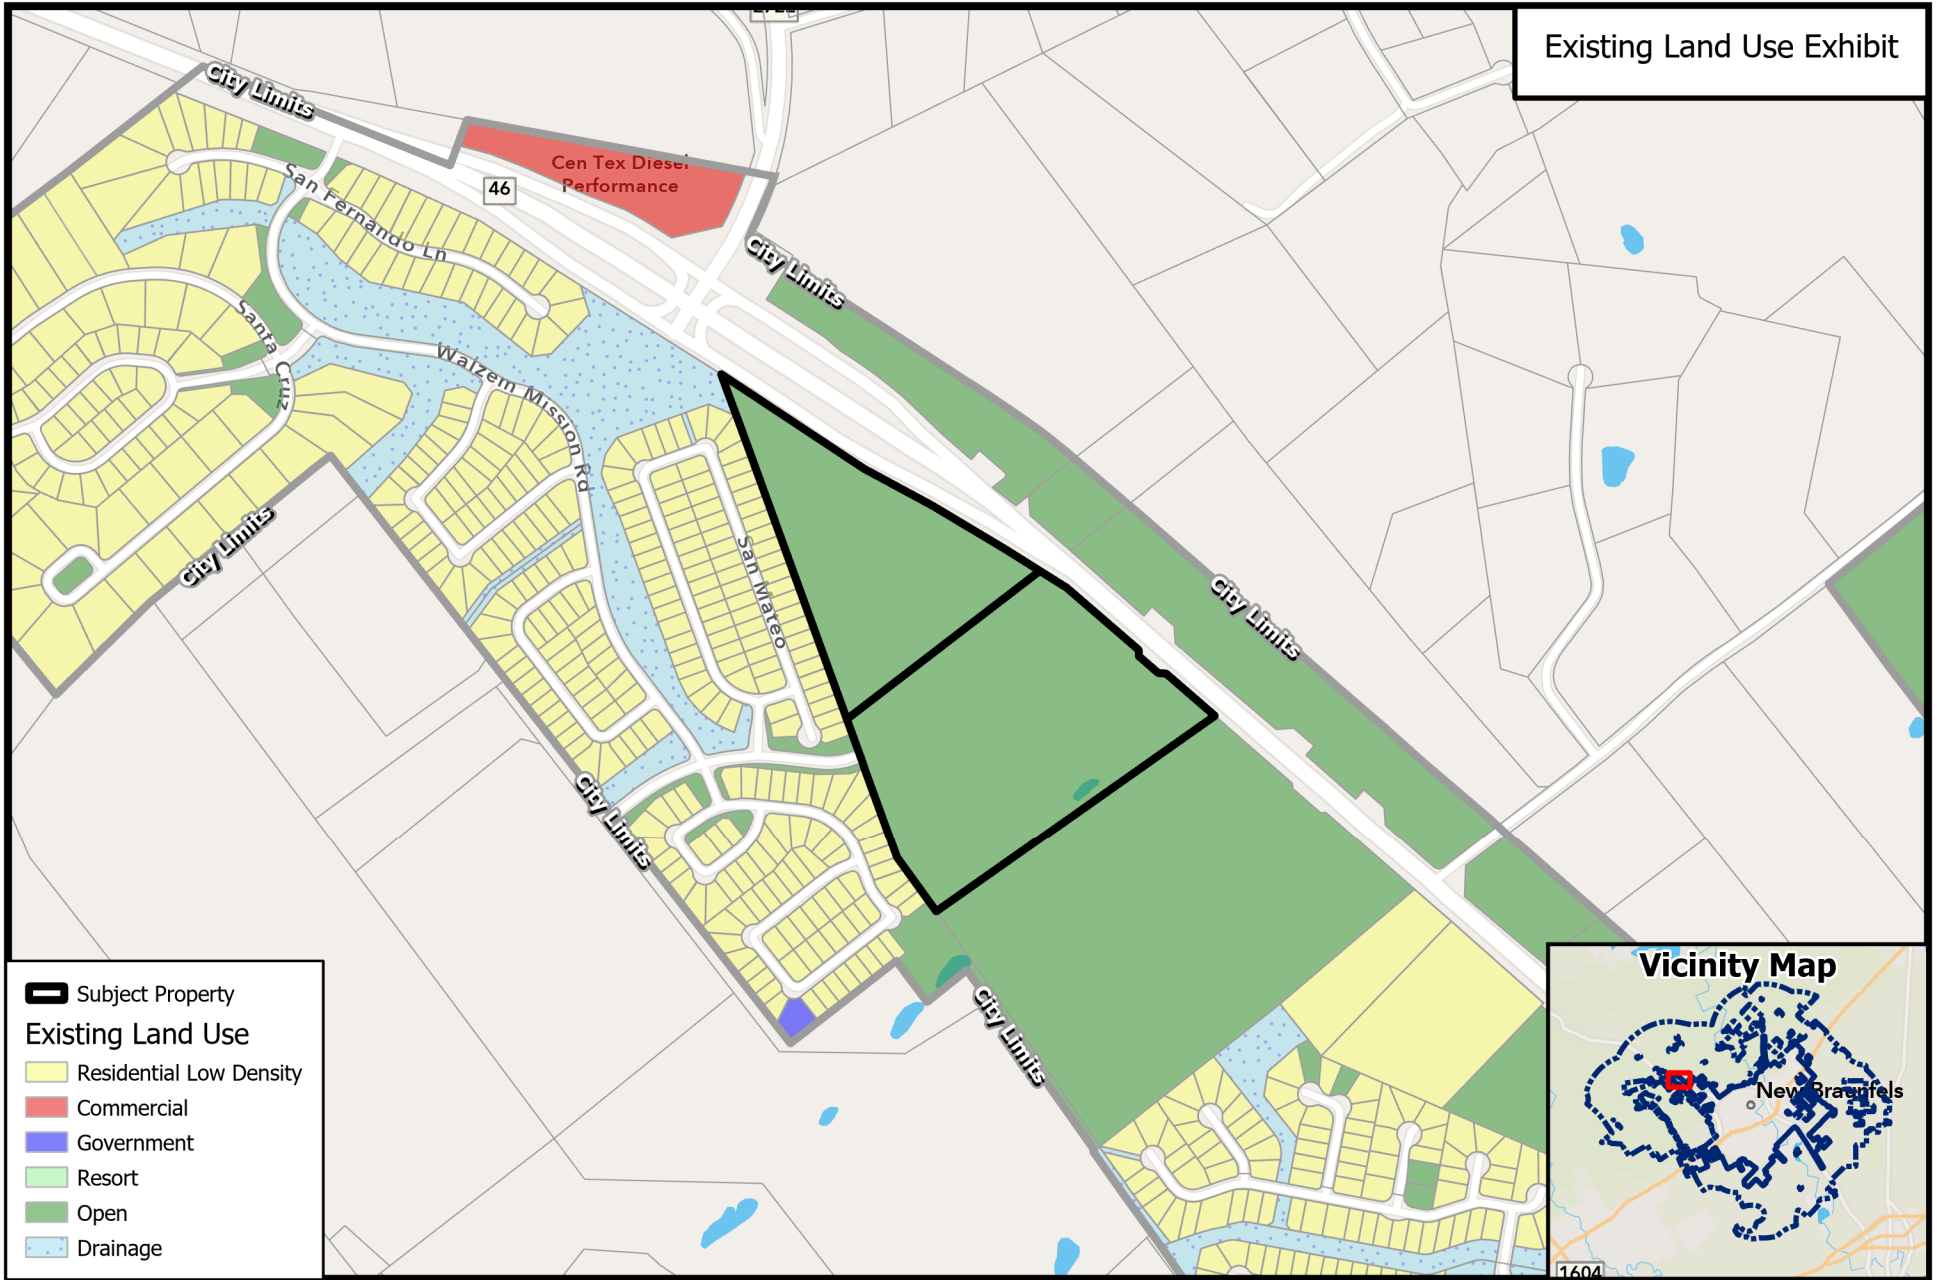 Existing Land Use Exhibit
2722
City Limits
Cen Tex Diesel
Performance
46
San Fernando Ln
City Limits
Santa Cruz
Walzem Mission Rd
City Limits
San Mateo
City Limits
City Limits
City Limits
Subject Property
Existing Land Use
Residential Low Density
Commercial
Government
Resort
Open
Drainage
Vicinity Map
New Braunfels
1604